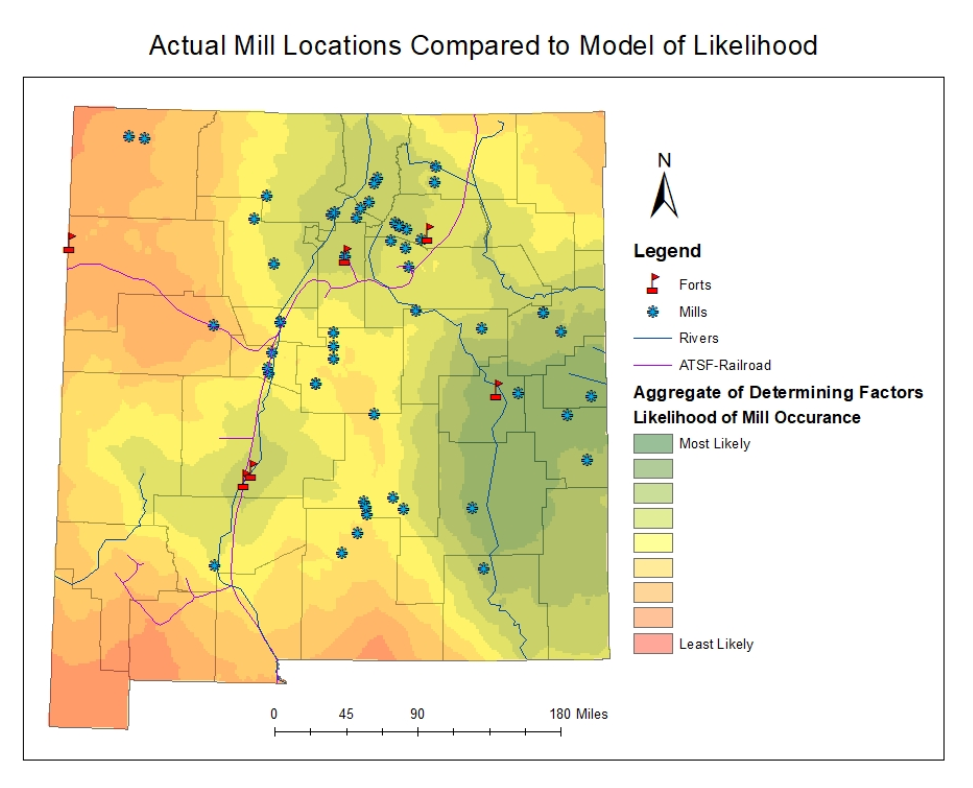 Actual Mill Locations Compared to Model of Likelihood
N
Legend
Forts
Mills
Rivers
ATSF-Railroad
Aggregate of Determining Factors
Likelihood of Mill Occurance
Most Likely
Least Likely
0 45 90 180 Miles